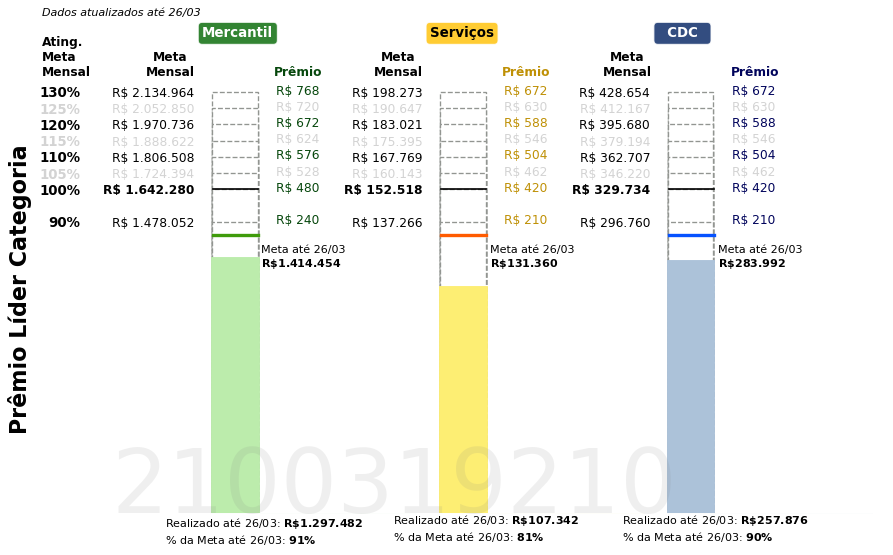 Dados atualizados até 26/03
Mercantil Serviços CDC
Ating.
Meta Meta Meta Meta
Mensal Mensal Prêmio Mensal Prêmio Mensal Prêmio
130% R$ 2.134.964 R$ 768 R$ 198.273 R$ 672 R$ 428.654 R$ 672
125% R$ 2.052.850 R$ 720 R$ 190.647 R$ 630 R$ 412.167 R$ 630
120% R$ 1.970.736 R$ 672 R$ 183.021 R$ 588 R$ 395.680 R$ 588
115% R$ 1.888.622 R$ 624 R$ 175.395 R$ 546 R$ 379.194 R$ 546
110% R$ 1.806.508 R$ 576 R$ 167.769 R$ 504 R$ 362.707 R$ 504
105% R$ 1.724.394 R$ 528 R$ 160.143 R$ 462 R$ 346.220 R$ 462
100% R$ 1.642.280 R$ 480 R$ 152.518 R$ 420 R$ 329.734 R$ 420
90% R$ 1.478.052 R$ 240 R$ 137.266 R$ 210 R$ 296.760 R$ 210
Meta até 26/03 Meta até 26/03 Meta até 26/03
R$1.414.454 R$131.360 R$283.992
Prêmio Líder Categoria
2100319210
Realizado até 26/03: R$1.297.482 Realizado até 26/03: R$107.342 Realizado até 26/03: R$257.876
% da Meta até 26/03: 91% % da Meta até 26/03: 81% % da Meta até 26/03: 90%